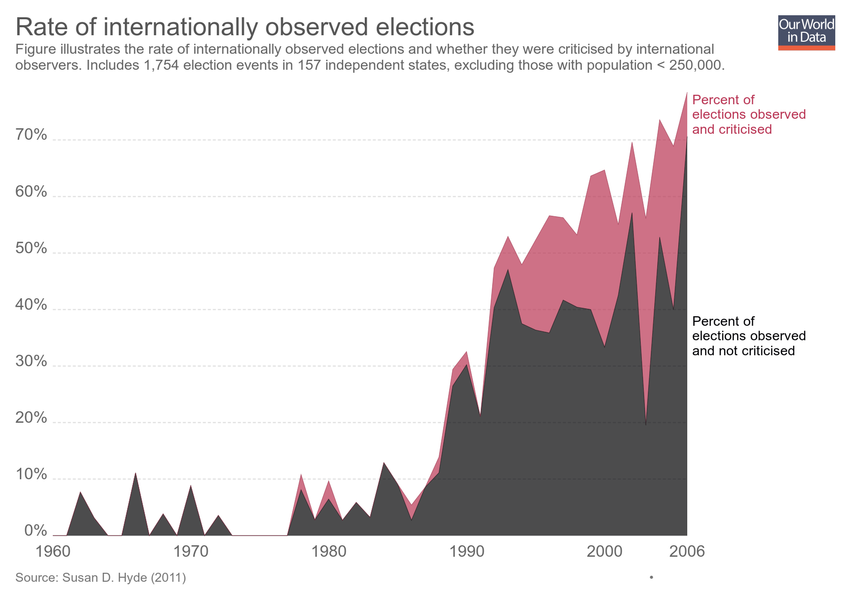 Rate of internationally observed elections
Our World
in Data
Figure illustrates the rate of internationally observed elections and whether they were criticised by international
observers. Includes 1,754 election events in 157 independent states, excluding those with population < 250,000.
Percent of
elections observed
and criticised
70%
60%
50%
40%
Percent of
elections observed
and not criticised
30%
20%
10%
0%
1960 1970 1980 1990 2000 2006
Source: Susan D. Hyde (2011)